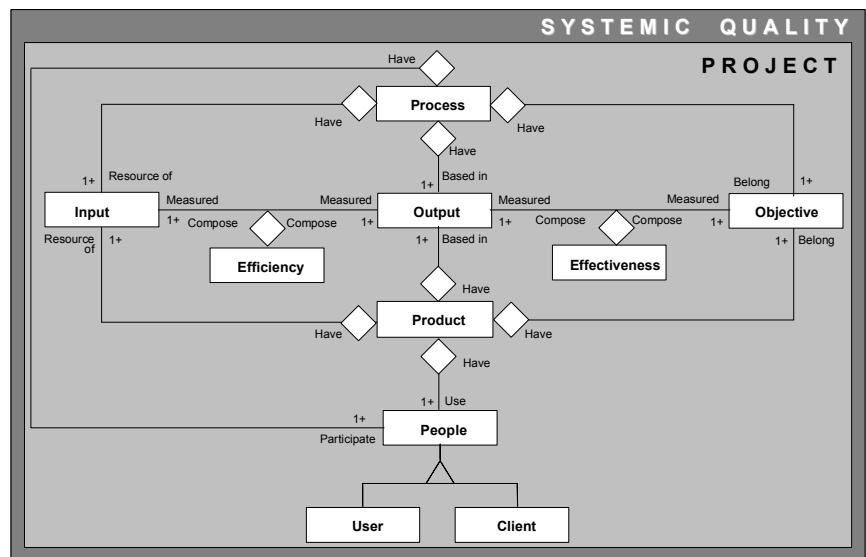 SYSTEMIC QUALITY
PROJECT
Have
Process
Have
Have
Have
1+
Resource of
1+
Based in
Belong
1+
Input
Measured
1+
Compose
Compose
Measured
1+
Output
Measured
1+
Compose
Compose
Measured
1+
Objective
Resource
of
1+
1+
Based in
1+
Belong
Efficiency
Effectiveness
Have
Product
Have
Have
Have
1+
Use
1+
Participate
People
User
Client